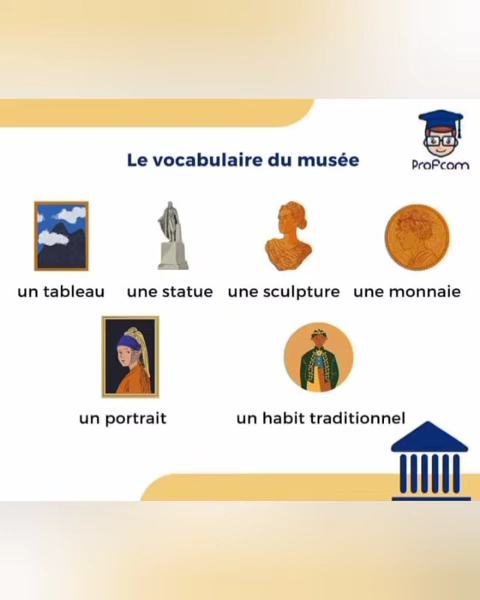 ProFcom
Le vocabulaire du musée
un tableau
une statue
une sculpture
une monnaie
un portrait
un habit traditionnel